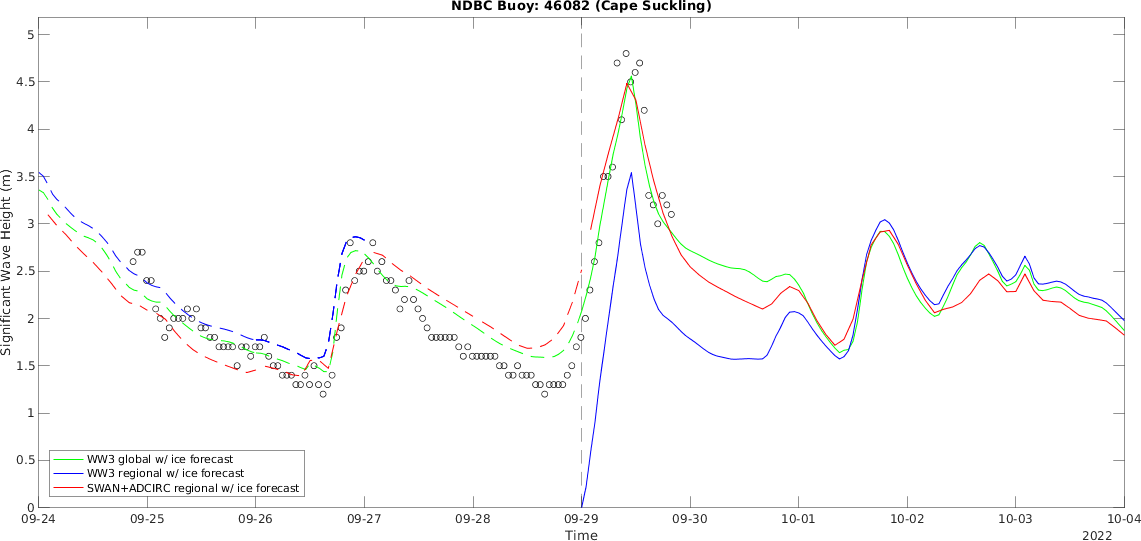 NDBC Buoy: 46082 (Cape Suckling)
Significant Wave Height (m)
5
4.5
4
3.5
3
2.5
2
1.5
1
0.5
0
WW3 global w/ ice forecast
WW3 regional w/ ice forecast
SWAN+ADCIRC regional w/ ice forecast
09-24 09-25 09-26 09-27 09-28 09-29 09-30 10-01 10-02 10-03 10-04
Time
2022